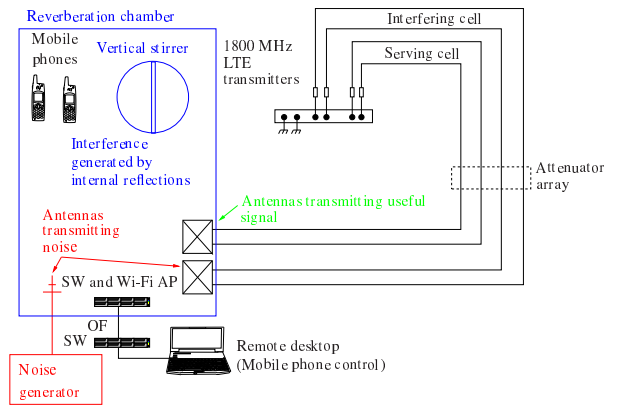 Reverberation chamber
Mobile
phones
Vertical stirrer
Interference
generated by
internal reflections
1800 MHz
LTE
transmitters
Interfering cell
Serving cell
Attenuator
array
Antennas transmitting useful
signal
Antennas
transmitting
noise
SW and Wi-Fi AP
OF
SW
Remote desktop
(Mobile phone control)
Noise
generator